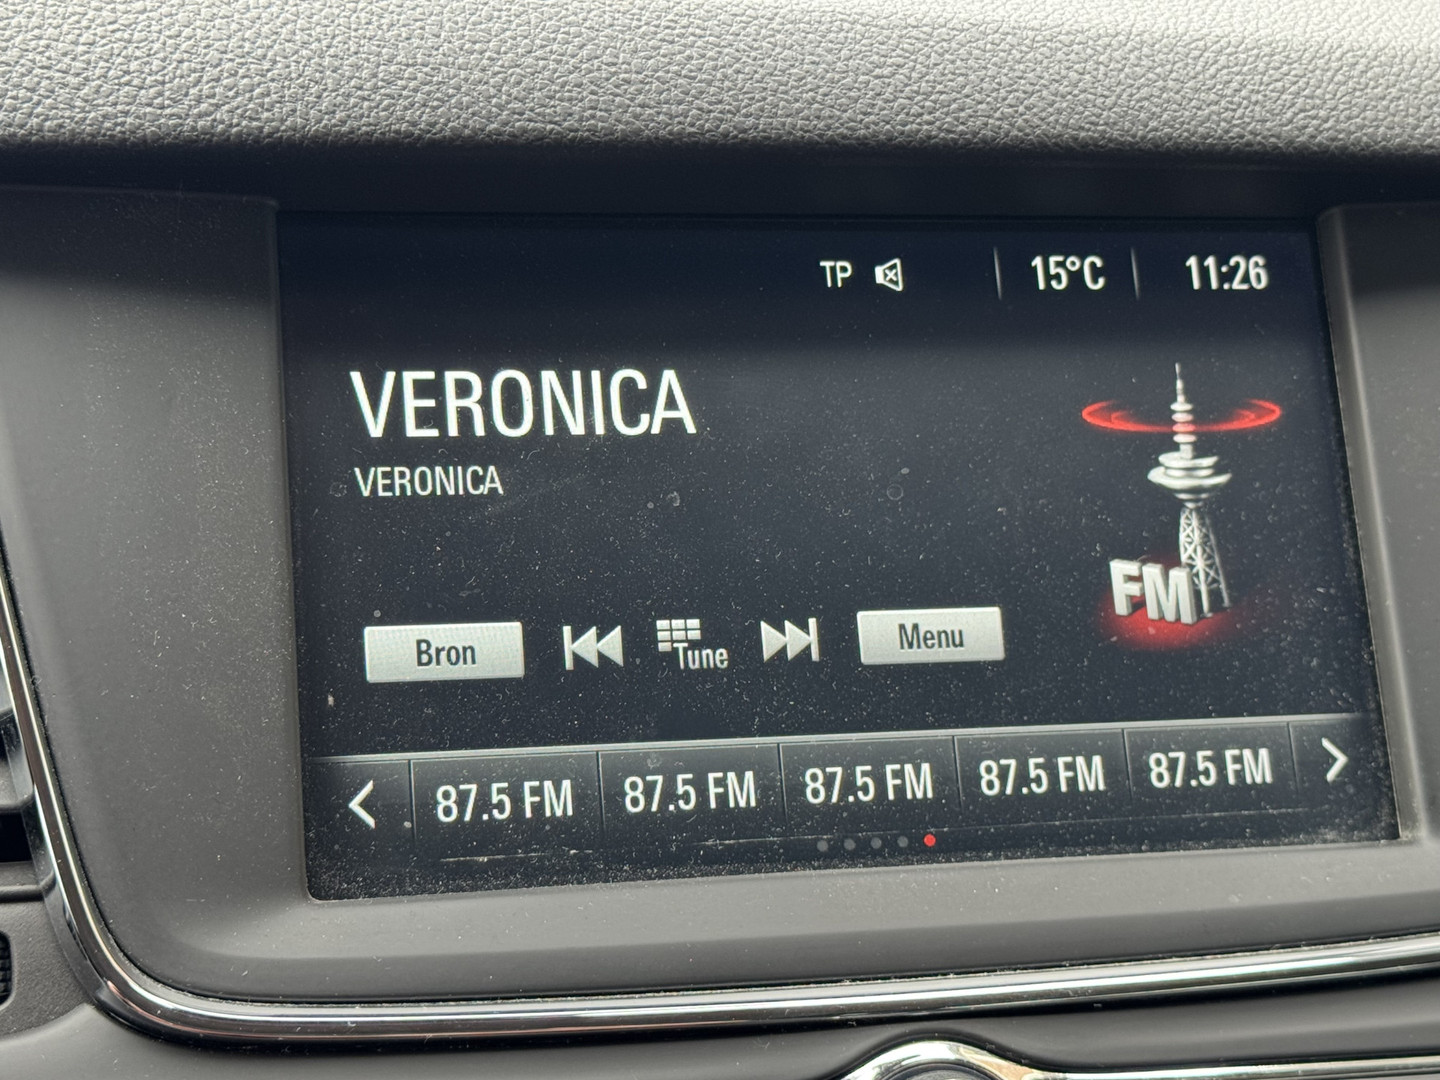 TP 15°C 11:26
VERONICA
VERONICA
FM
Bron Tune Menu
87.5 FM 87.5 FM 87.5 FM 87.5 FM 87.5 FM